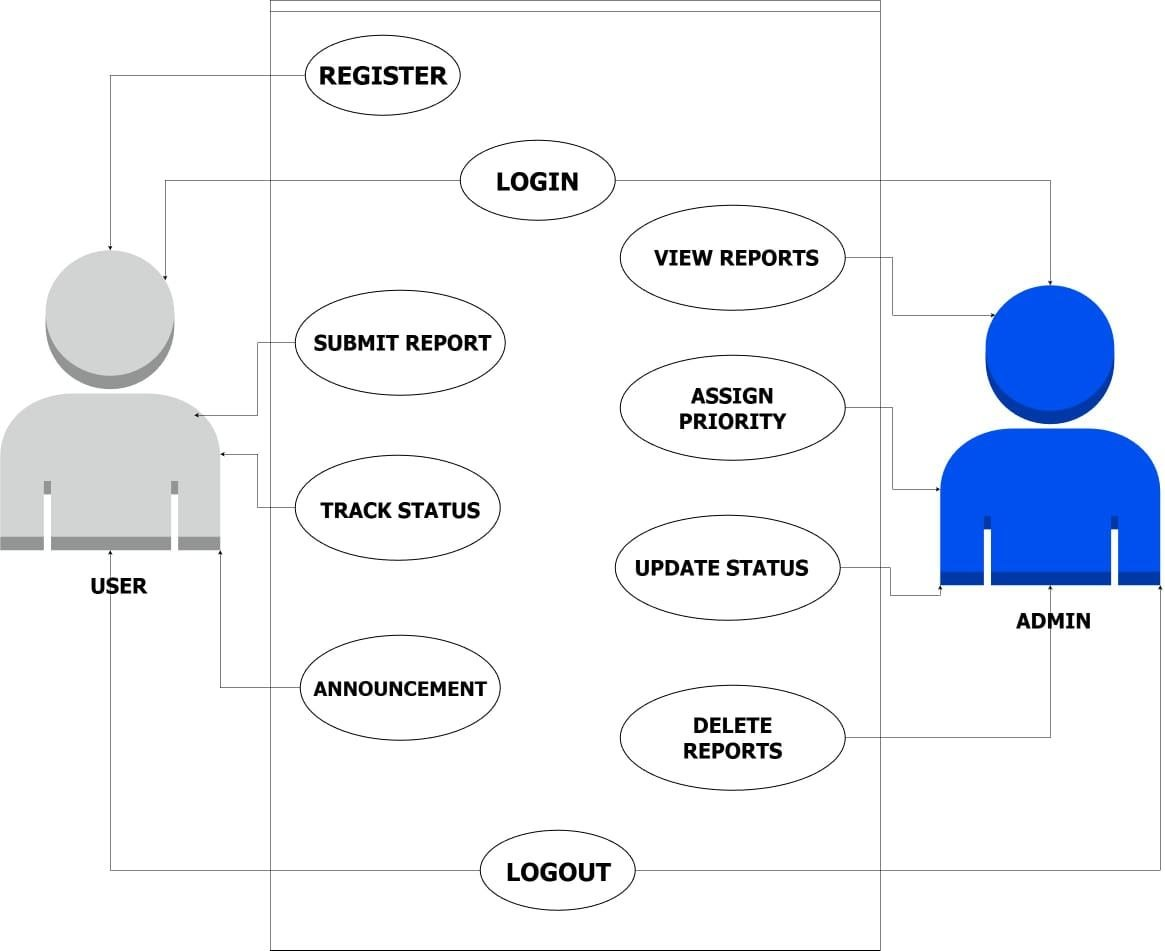 REGISTER
LOGIN
VIEW REPORTS
SUBMIT REPORT
ASSIGN
PRIORITY
TRACK STATUS
UPDATE STATUS
USER
ADMIN
ANNOUNCEMENT
DELETE
REPORTS
LOGOUT